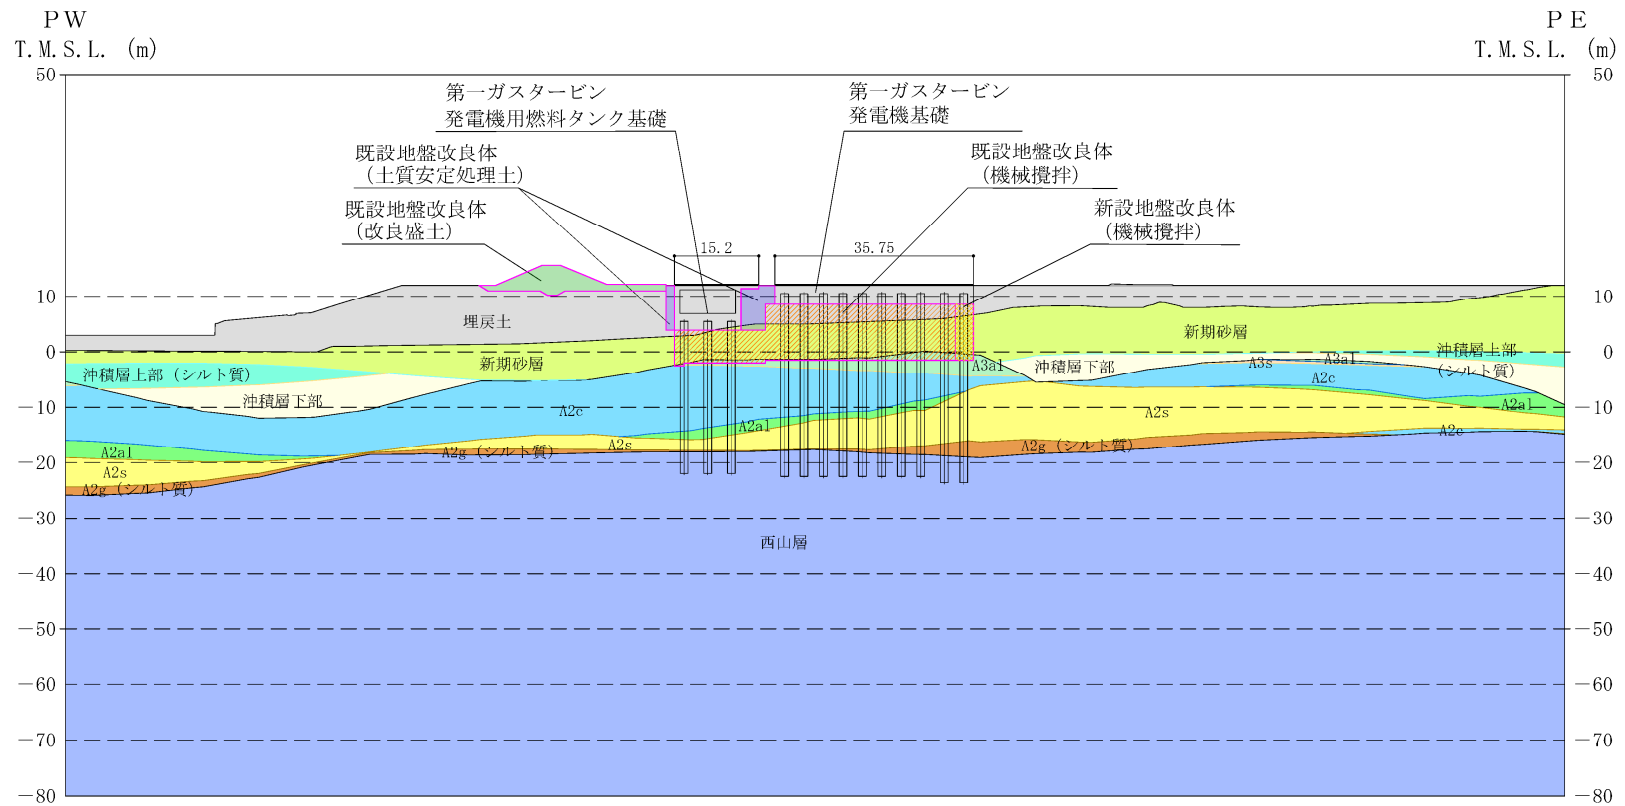 PW
PE
T.M.S.L. (m)
T.M.S.L. (m)
50
50
第一ガスタービン
発電機用燃料タンク基礎
第一ガスタービン
発電機基礎
既設地盤改良体
（土質安定処理土）
既設地盤改良体
（機械攪拌）
既設地盤改良体
（改良盛土）
新設地盤改良体
（機械攪拌）
15.2
35.75
10
10
埋戻土
新期砂層
0
0
新期砂層
沖積層上部
（シルト質）
沖積層上部（シルト質）
A3al
沖積層下部
A3s
A3al
A2c
沖積層下部
A2c
A2al
−10
−10
A2s
A2al
A2al
A2s
A2g（シルト質）
A2g（シルト質）
A2c
−20
−20
A2s
A2g（シルト質）
−30
−30
西山層
−40
−40
−50
−50
−60
−60
−70
−70
−80
−80